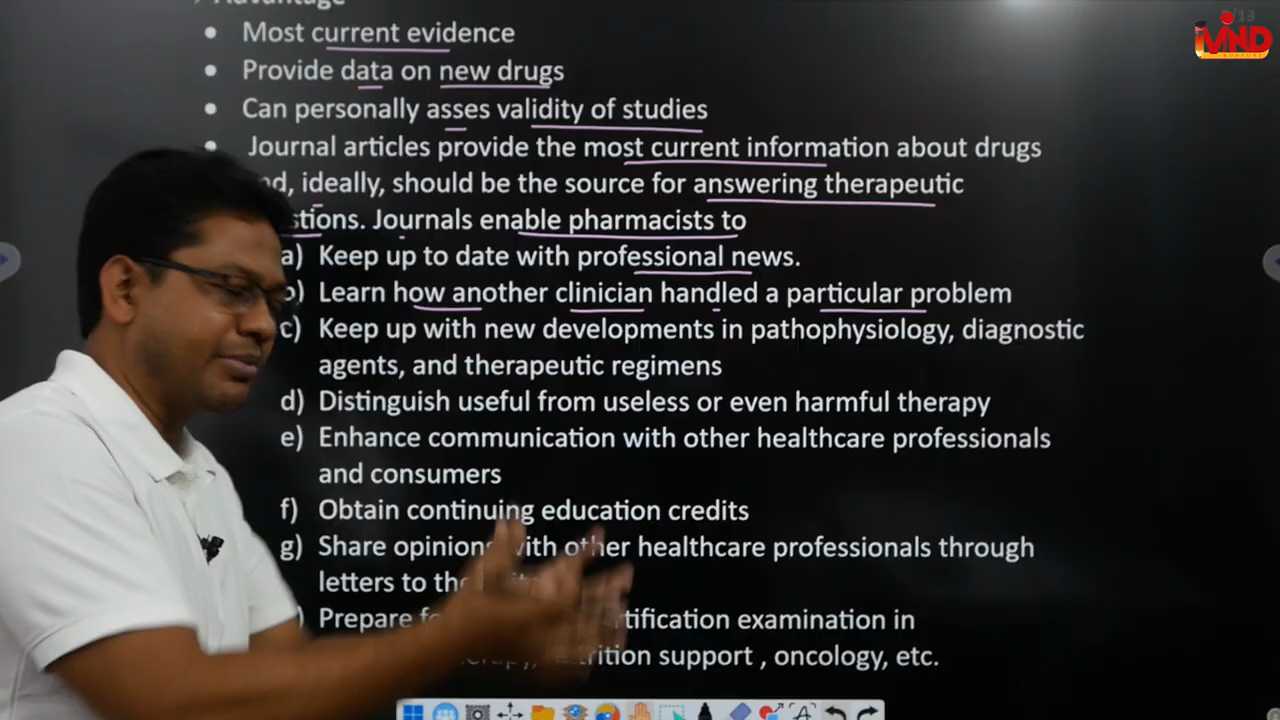 Advantage
Most current evidence
Provide data on new drugs
Can personally asses validity of studies
Journal articles provide the most current information about drugs
ideally, should be the source for answering therapeutic
Journals enable pharmacists to
a) Keep up to date with professional news.
b) Learn how another clinician handled a particular problem
c) Keep up with new developments in pathophysiology, diagnostic
agents, and therapeutic regimens
d) Distinguish useful from useless or even harmful therapy
e) Enhance communication with other healthcare professionals
and consumers
f) Obtain continuing education credits
g) Share opinions with other healthcare professionals through
letters to the
Prepare examination in
support , oncology, etc.
/13
iMND